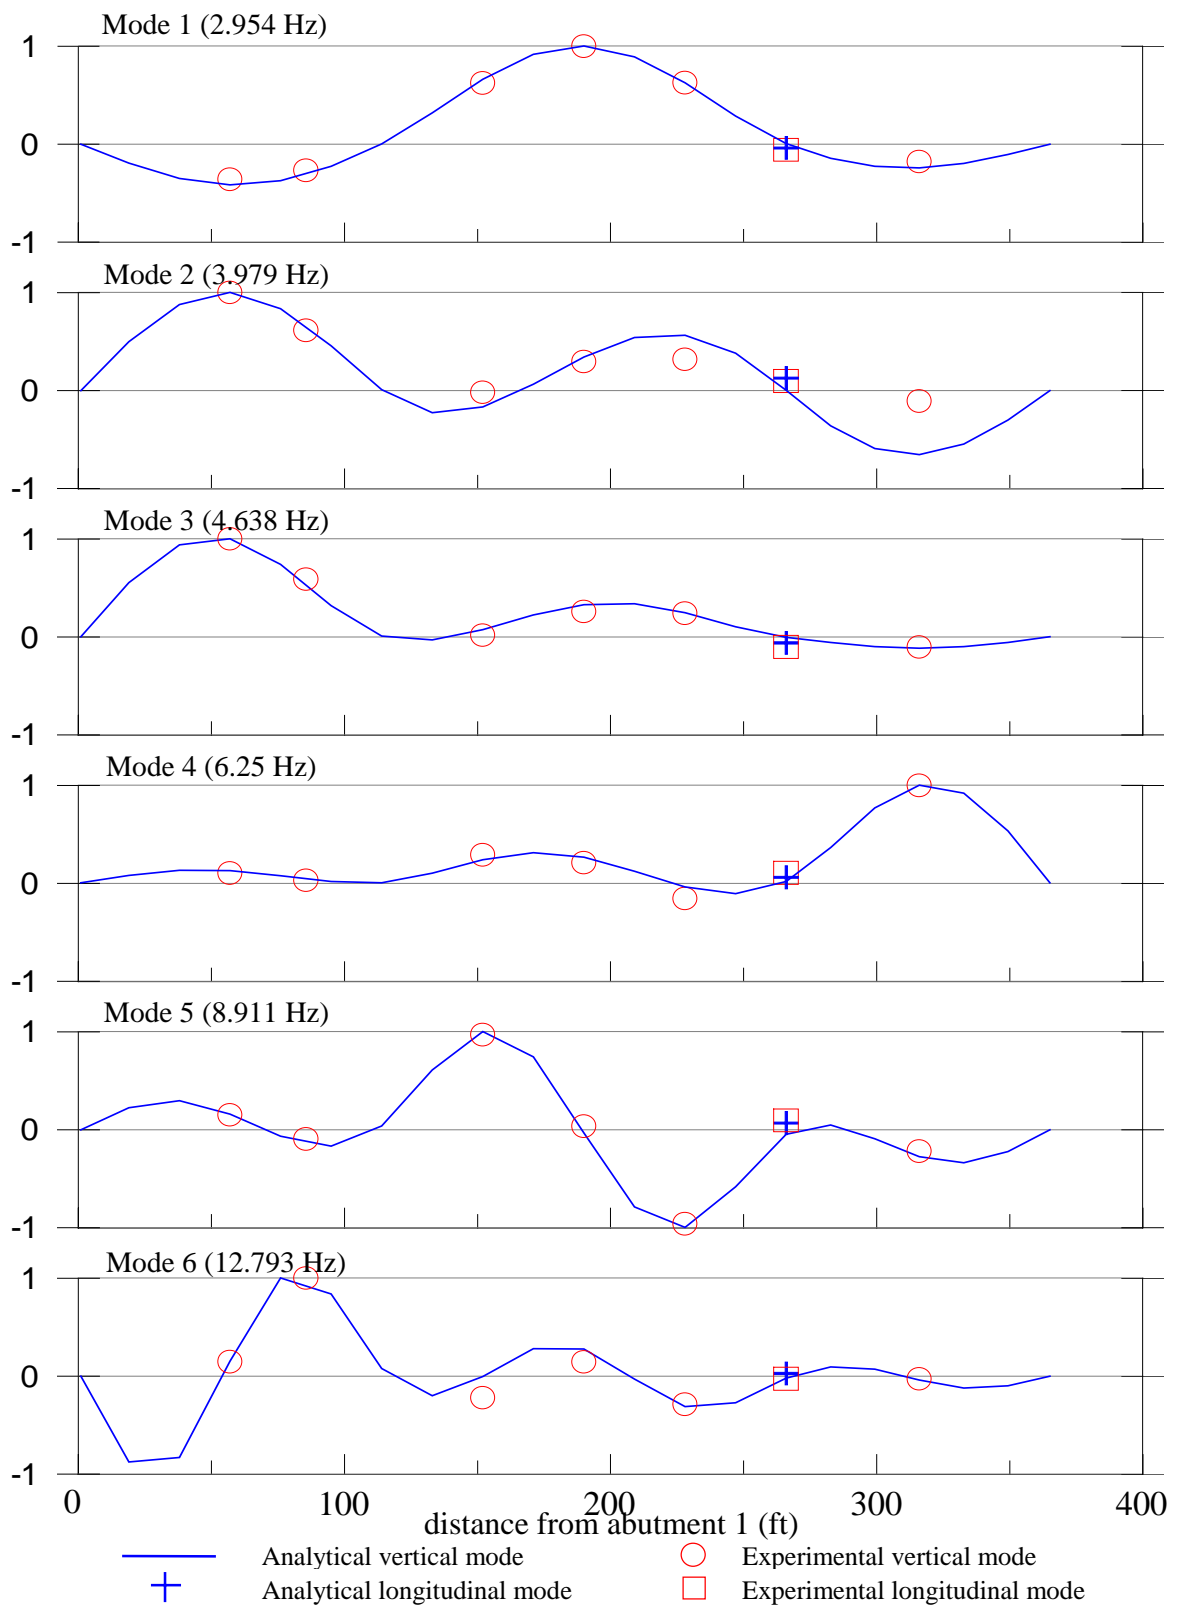 Mode 1 (2.954 Hz)
1
0
-1
Mode 2 (3.979 Hz)
1
0
-1
Mode 3 (4.638 Hz)
1
0
-1
Mode 4 (6.25 Hz)
1
0
-1
Mode 5 (8.911 Hz)
1
0
-1
Mode 6 (12.793 Hz)
1
0
-1
0 100 200 300 400
distance from abutment 1 (ft)
Analytical vertical mode Experimental vertical mode
Analytical longitudinal mode Experimental longitudinal mode